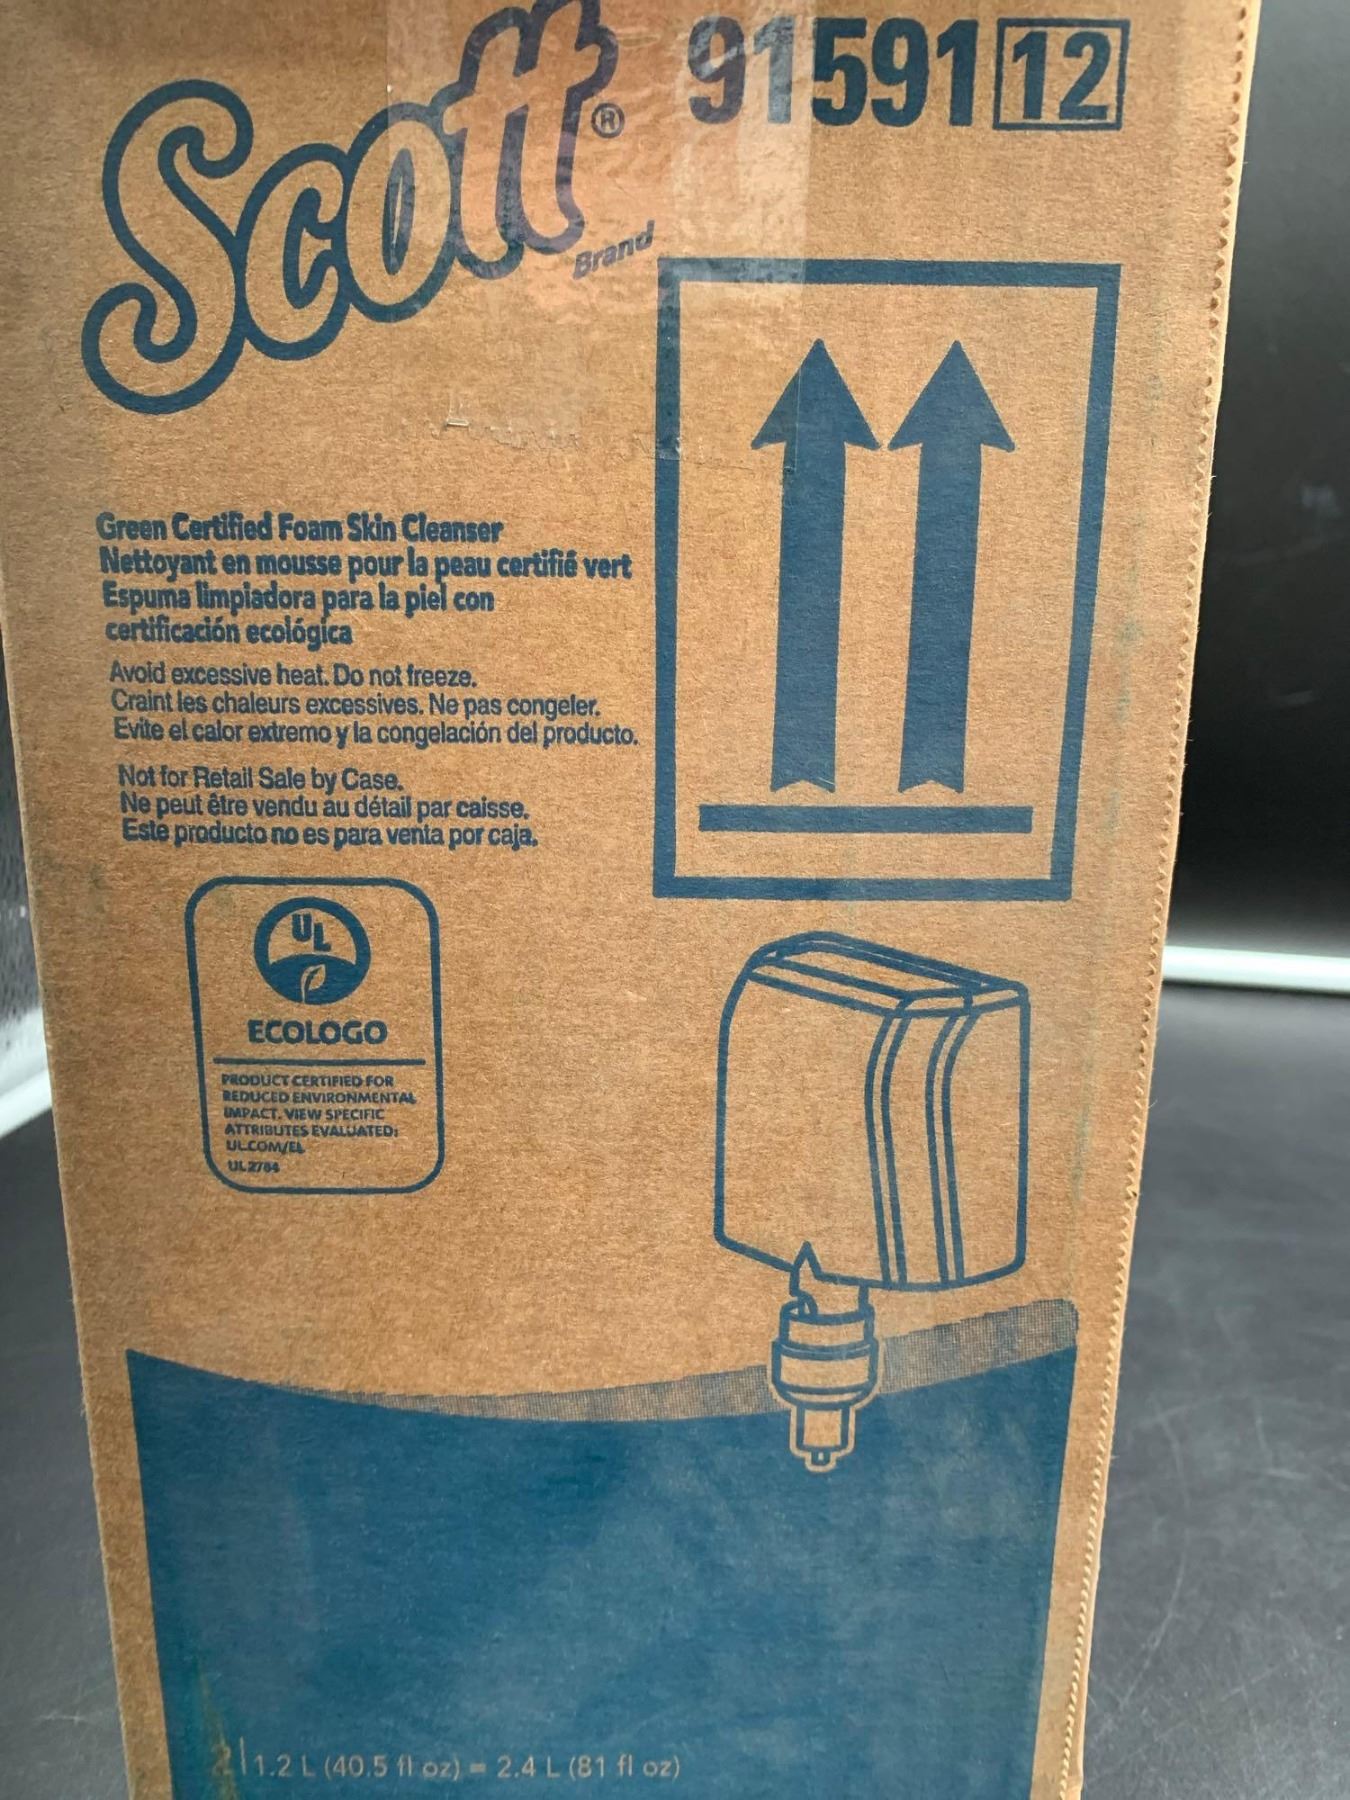 Scott® 91591 12
Brand
Green Certified Foam Skin Cleanser
Nettoyant en mousse pour la peau certifié vert
Espuma limpiadora para la piel con
certificación ecológica
Avoid excessive heat. Do not freeze.
Craint les chaleurs excessives. Ne pas congeler.
Evite el calor extremo y la congelación del producto.
Not for Retail Sale by Case.
Ne peut être vendu au détail par caisse.
Este producto no es para venta por caja.
UL
ECOLOGO
PRODUCT CERTIFIED FOR
REDUCED ENVIRONMENTAL
IMPACT. VIEW SPECIFIC
ATTRIBUTES EVALUATED:
UL.COM/EL
UL 2784
2 | 1.2 L (40.5 fl oz) = 2.4 L (81 fl oz)